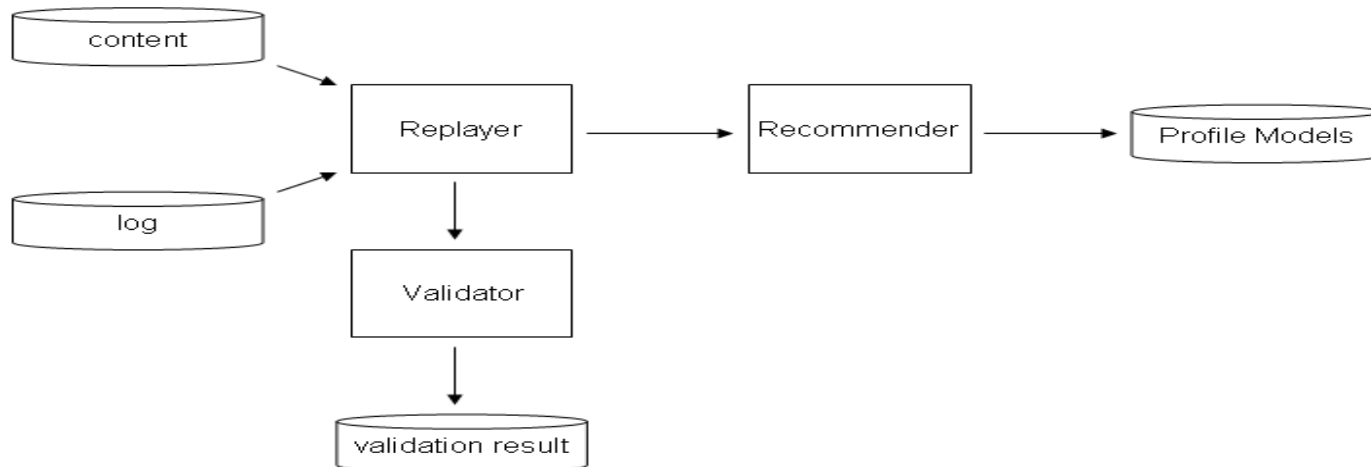 content
Replayer
Recommender
Profile Models
log
Validator
validation result